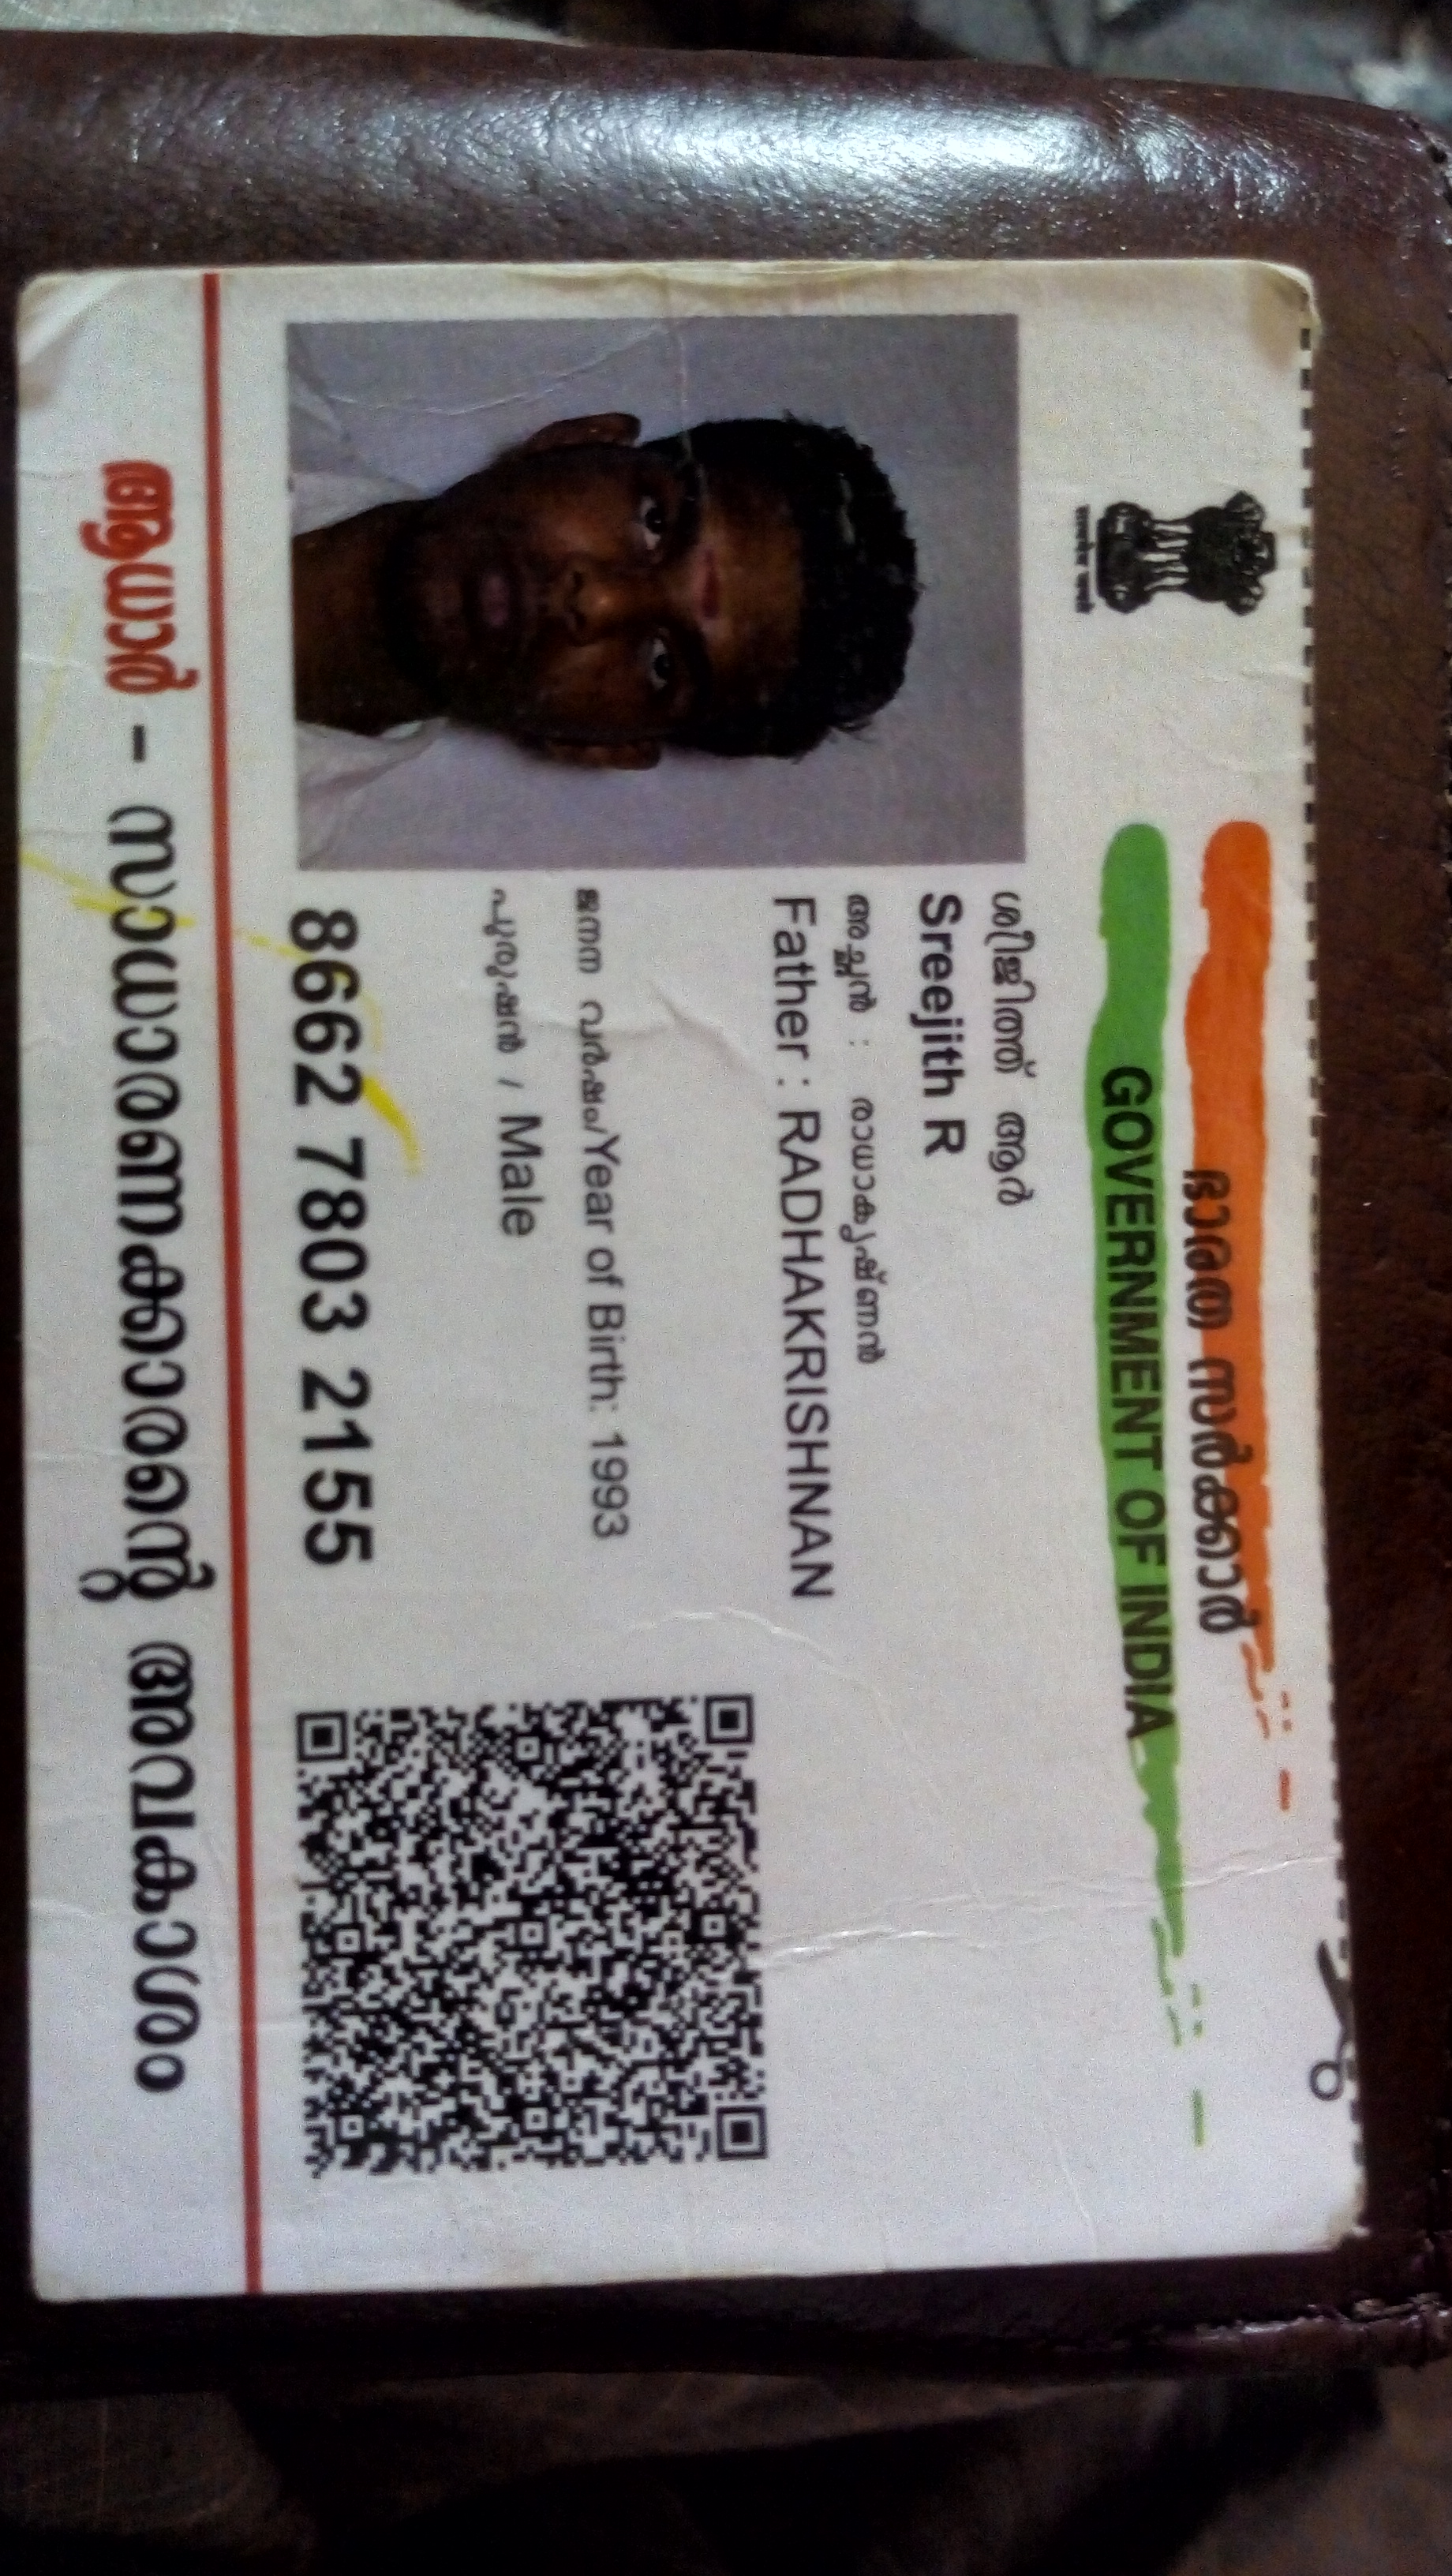 ഭാരത സർക്കാർ
GOVERNMENT OF INDIA
ശ്രീജിത്ത് ആർ
Sreejith R
അച്ഛൻ : രാധാകൃഷ്ണൻ
Father : RADHAKRISHNAN
ജനന വർഷം/Year of Birth: 1993
പുരുഷൻ / Male
8662 7803 2155
ആധാർ - സാധാരണക്കാരന്റെ അവകാശം